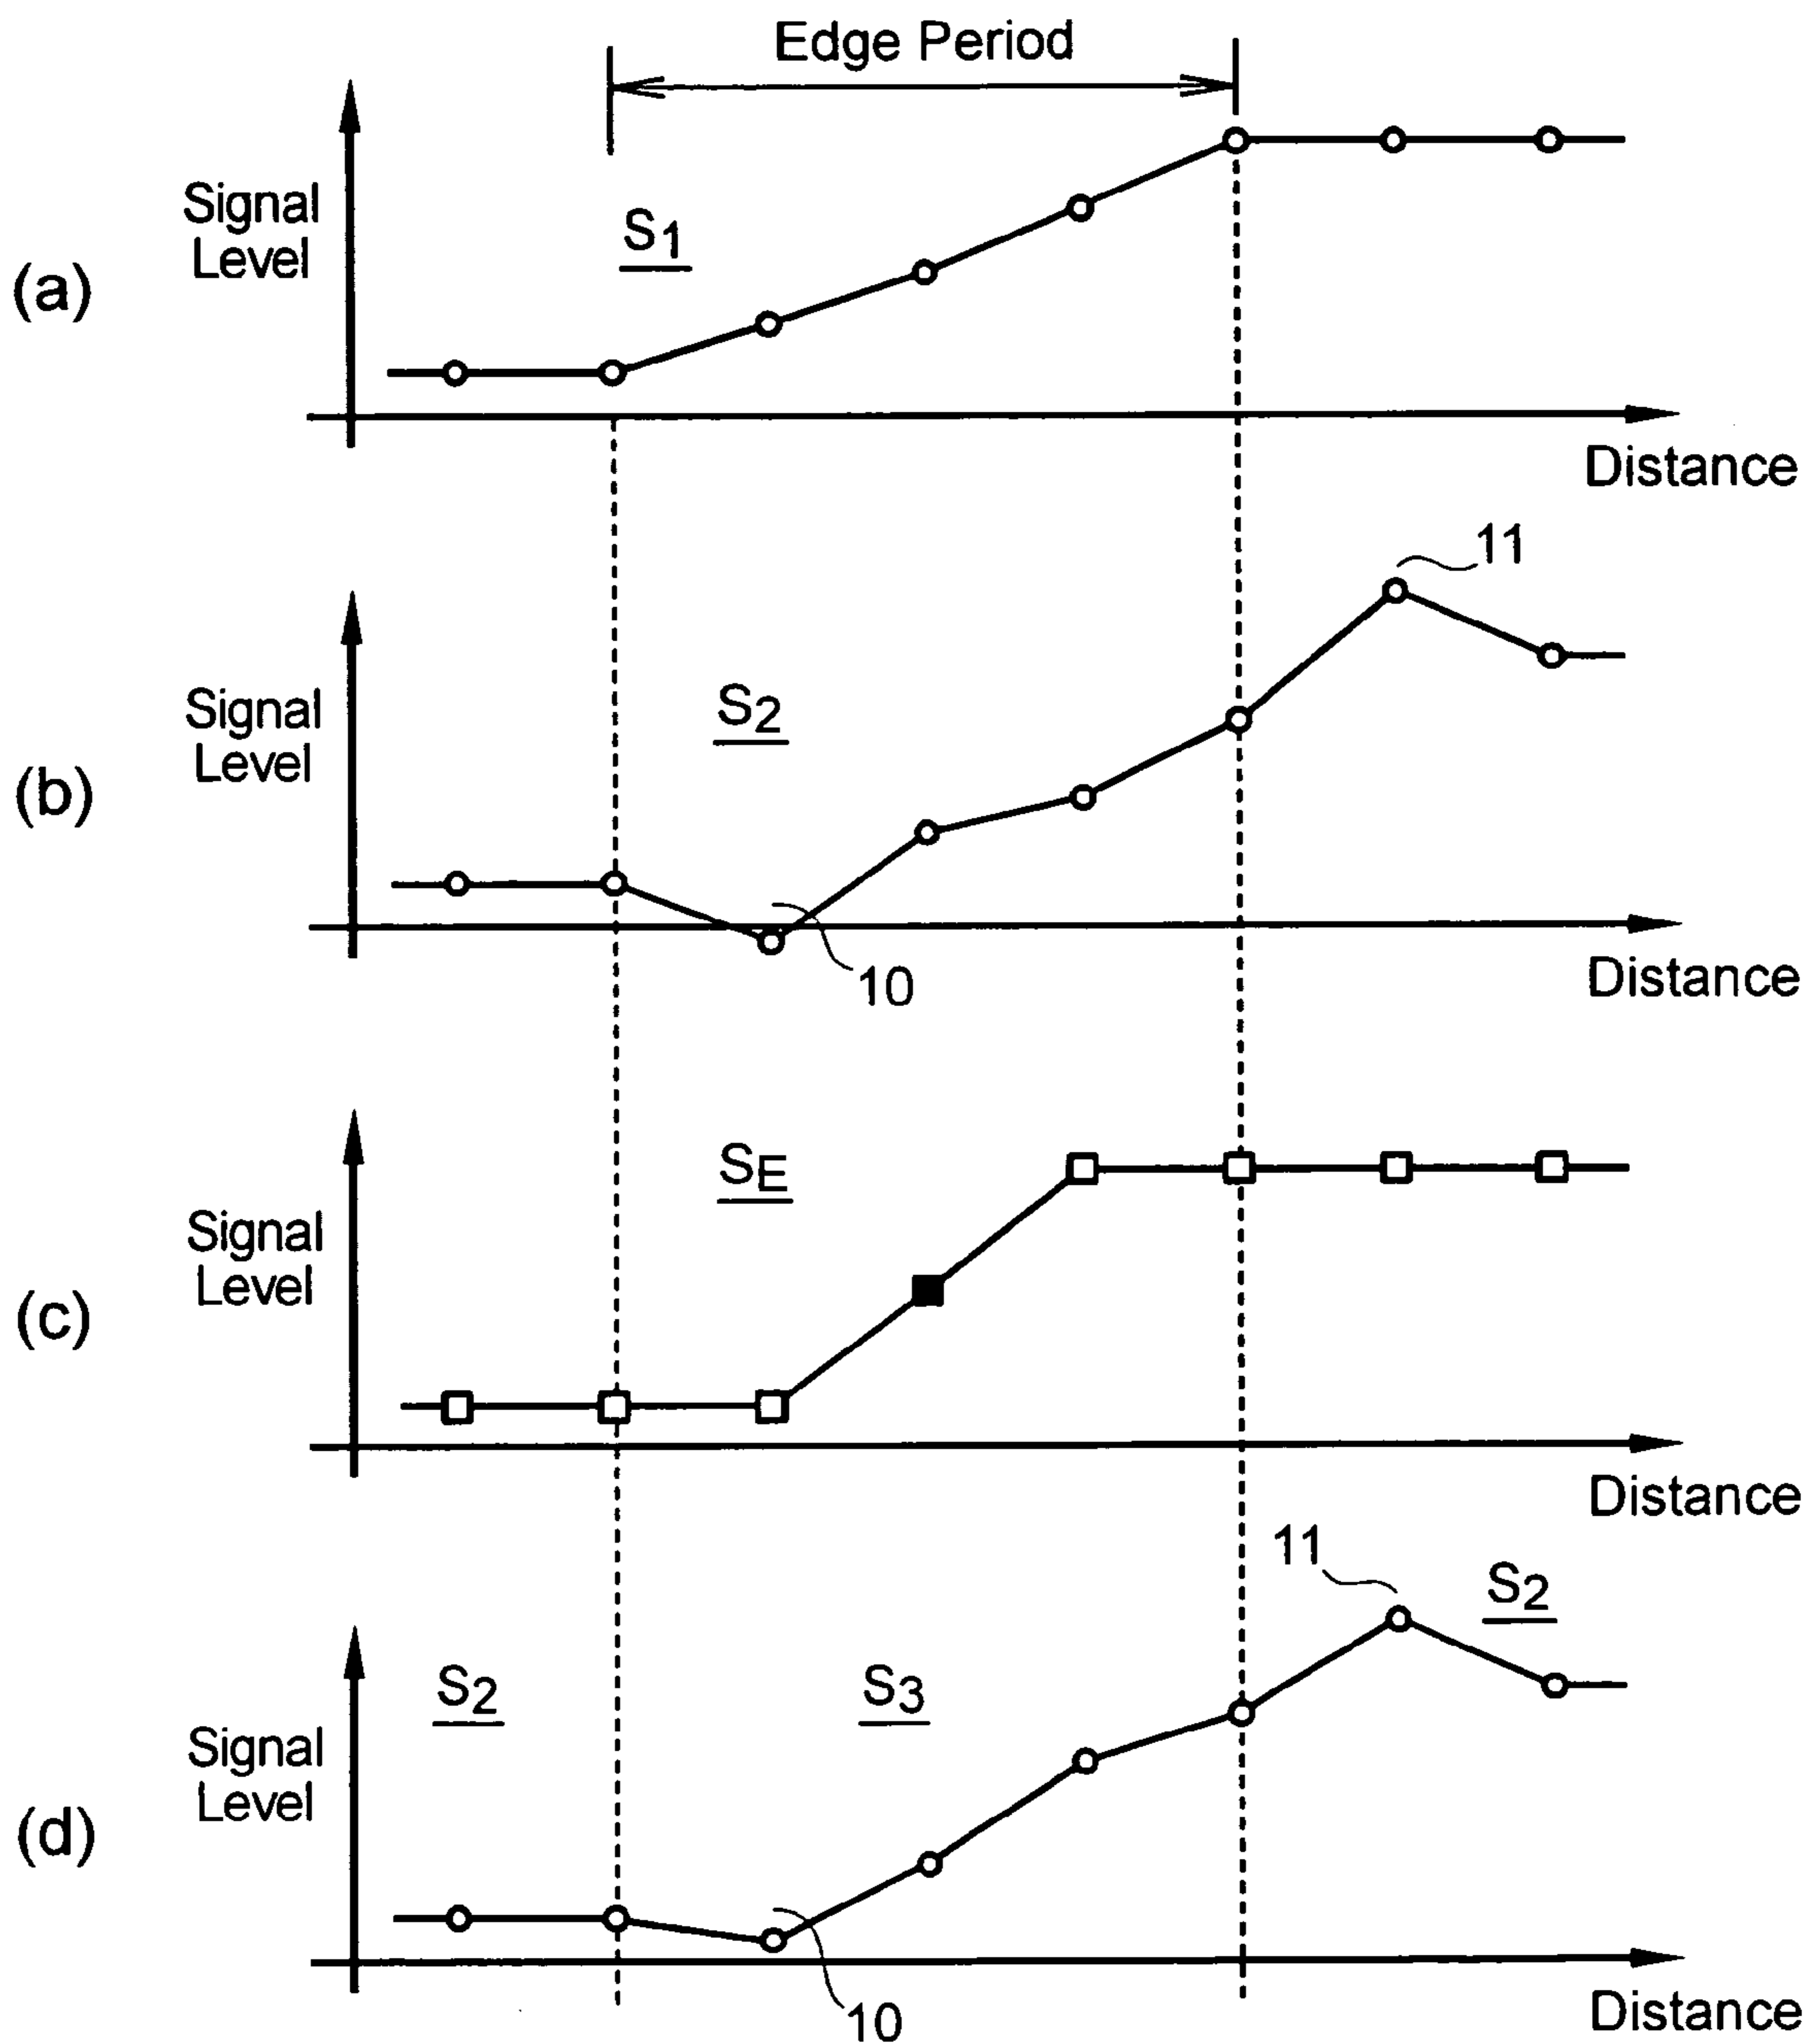 Edge Period
Signal
Level
S1
(a)
Distance
11
Signal
Level
S2
(b)
10
Distance
SE
Signal
Level
(c)
Distance
11
S2
S2
S3
Signal
Level
(d)
10
Distance